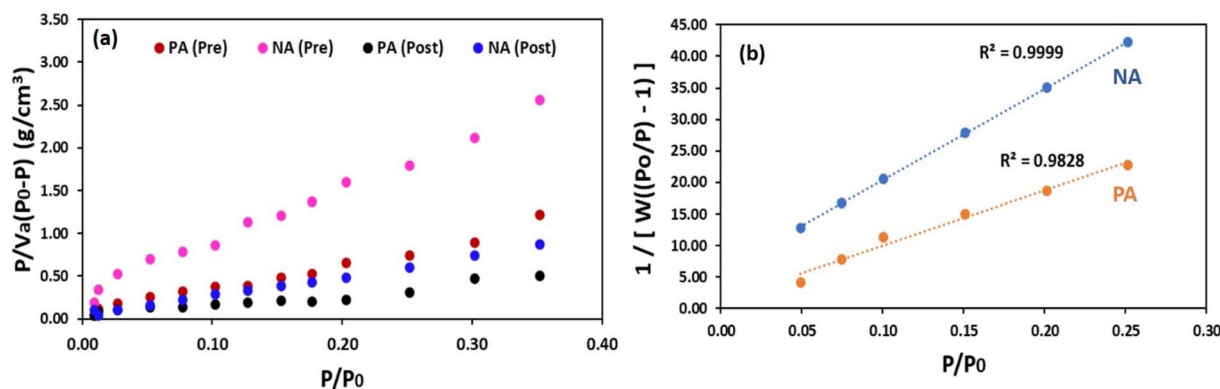 (a)
PA (Pre) NA (Pre) PA (Post) NA (Post)
3.50
3.00
2.50
2.00
1.50
1.00
0.50
0.00
P/Va(P0-P) (g/cm³)
0.00 0.10 0.20 0.30 0.40
P/P0
(b)
45.00
40.00
35.00
30.00
25.00
20.00
15.00
10.00
5.00
0.00
1 / [ W((Po/P) - 1) ]
R² = 0.9999
NA
R² = 0.9828
PA
0.00 0.05 0.10 0.15 0.20 0.25 0.30
P/P0